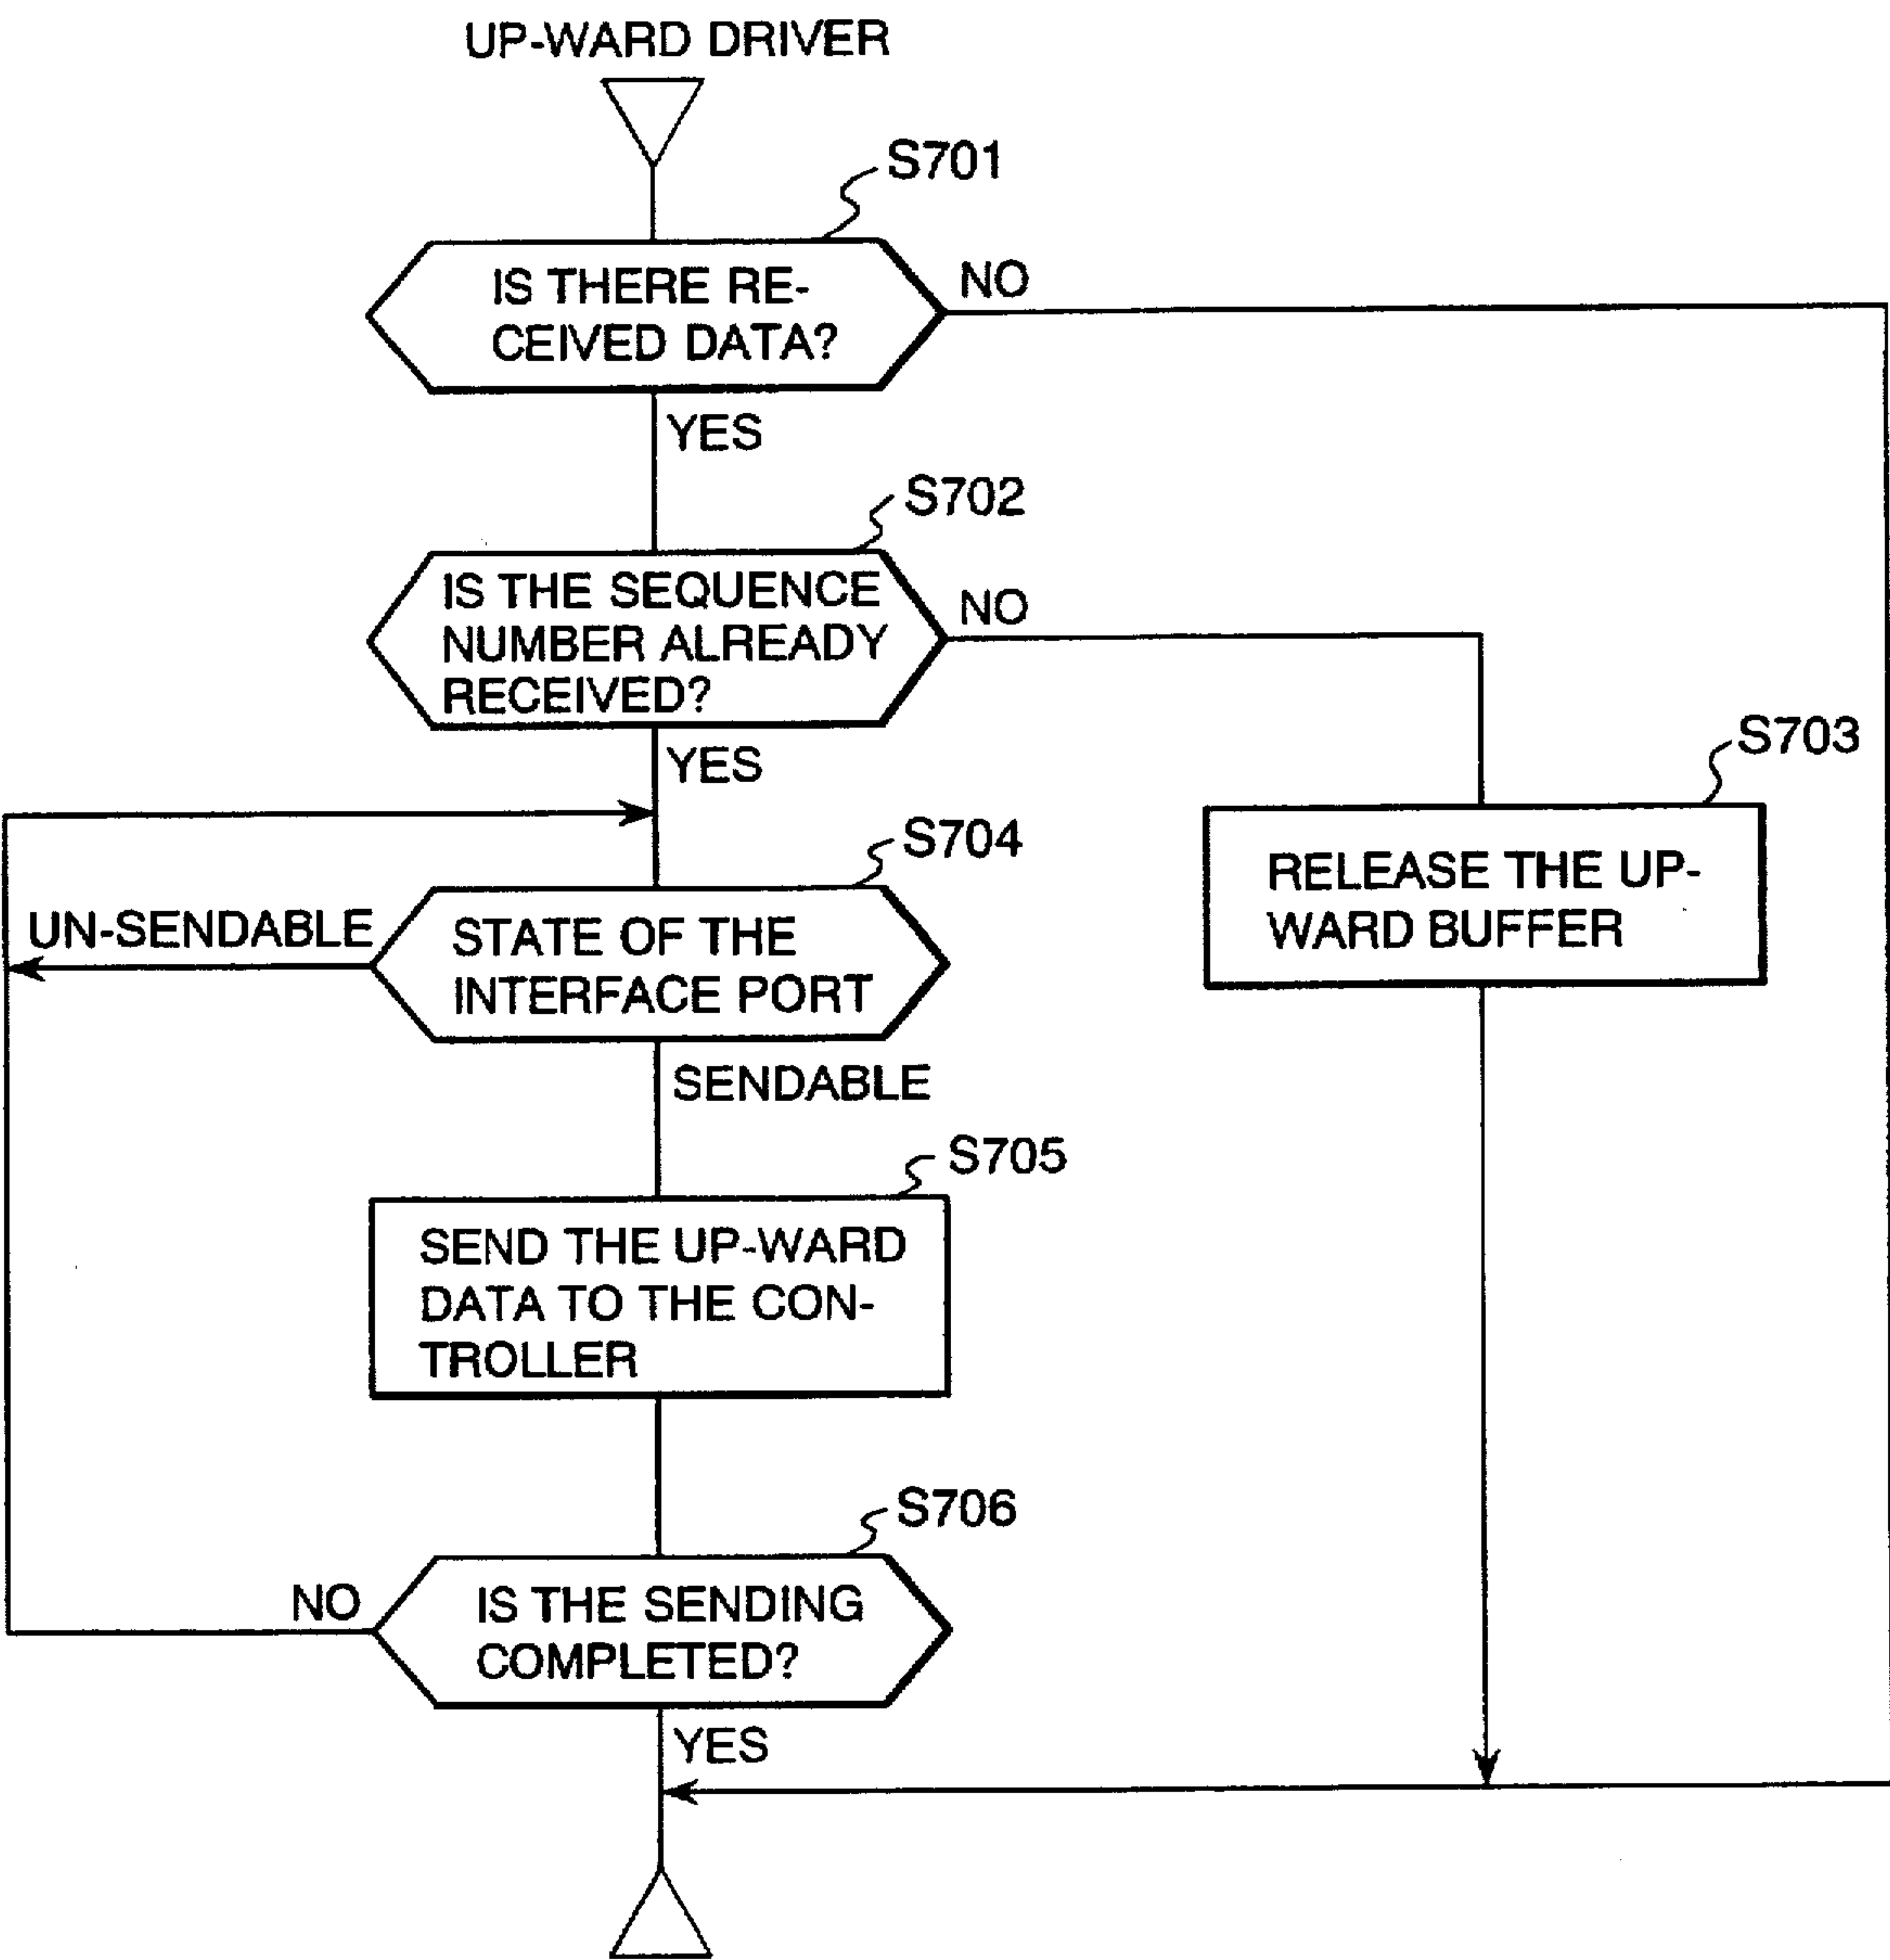 UP-WARD DRIVER
S701
IS THERE RE-
CEIVED DATA?
NO
YES
S702
IS THE SEQUENCE
NUMBER ALREADY
RECEIVED?
NO
YES
S703
RELEASE THE UP-
WARD BUFFER
S704
UN-SENDABLE
STATE OF THE
INTERFACE PORT
SENDABLE
S705
SEND THE UP-WARD
DATA TO THE CON-
TROLLER
S706
NO
IS THE SENDING
COMPLETED?
YES